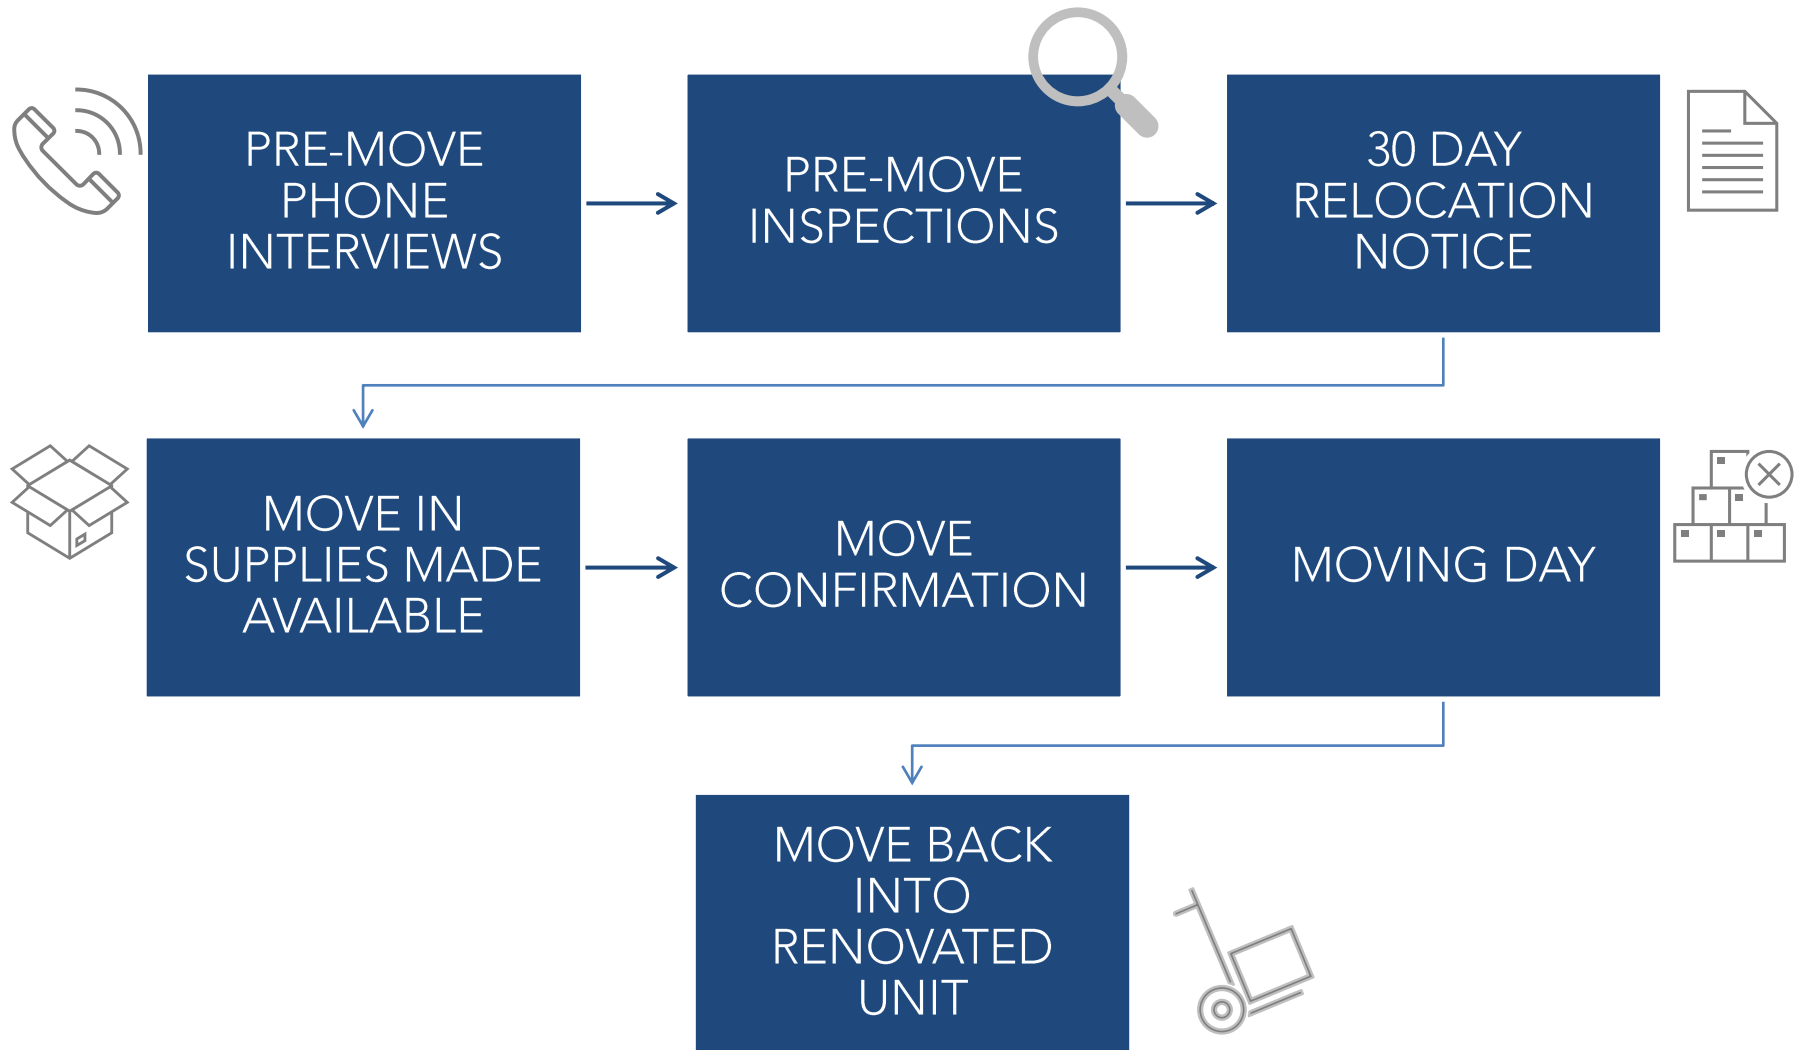 PRE-MOVE
PHONE
INTERVIEWS
PRE-MOVE
INSPECTIONS
30 DAY
RELOCATION
NOTICE
MOVE IN
SUPPLIES MADE
AVAILABLE
MOVE
CONFIRMATION
MOVING DAY
MOVE BACK
INTO
RENOVATED
UNIT